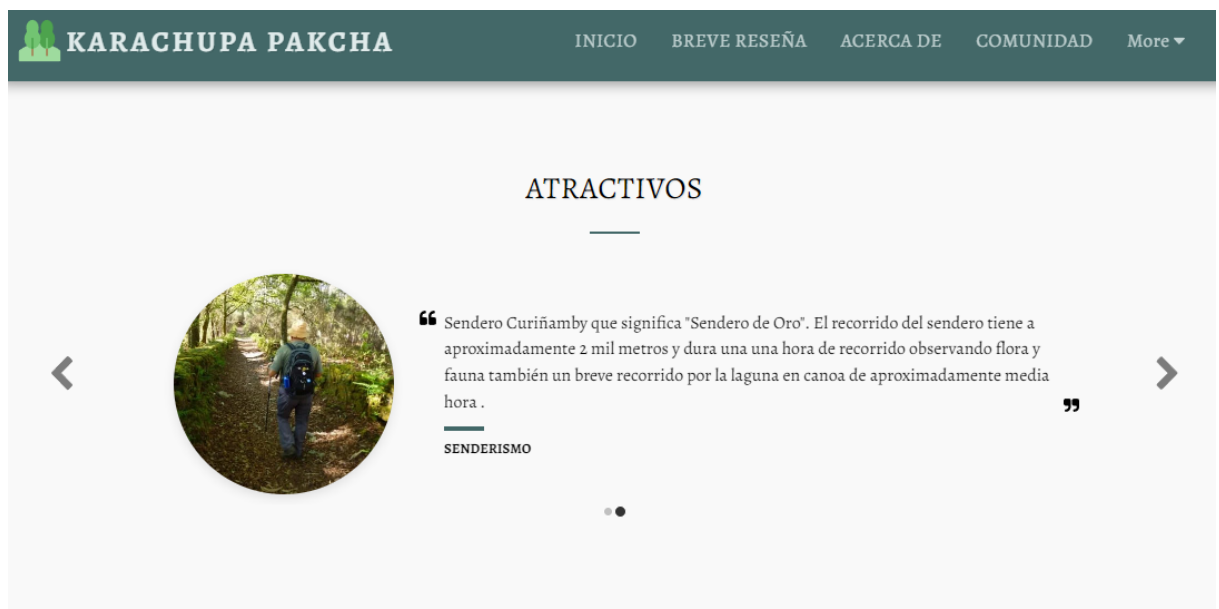 KARACHUPA PAKCHA
INICIO
BREVE RESEÑA
ACERCA DE
COMUNIDAD
More
ATRACTIVOS
“ Sendero Curiñamby que significa "Sendero de Oro". El recorrido del sendero tiene a
aproximadamente 2 mil metros y dura una una hora de recorrido observando flora y
fauna también un breve recorrido por la laguna en canoa de aproximadamente media
hora . ”
SENDERISMO